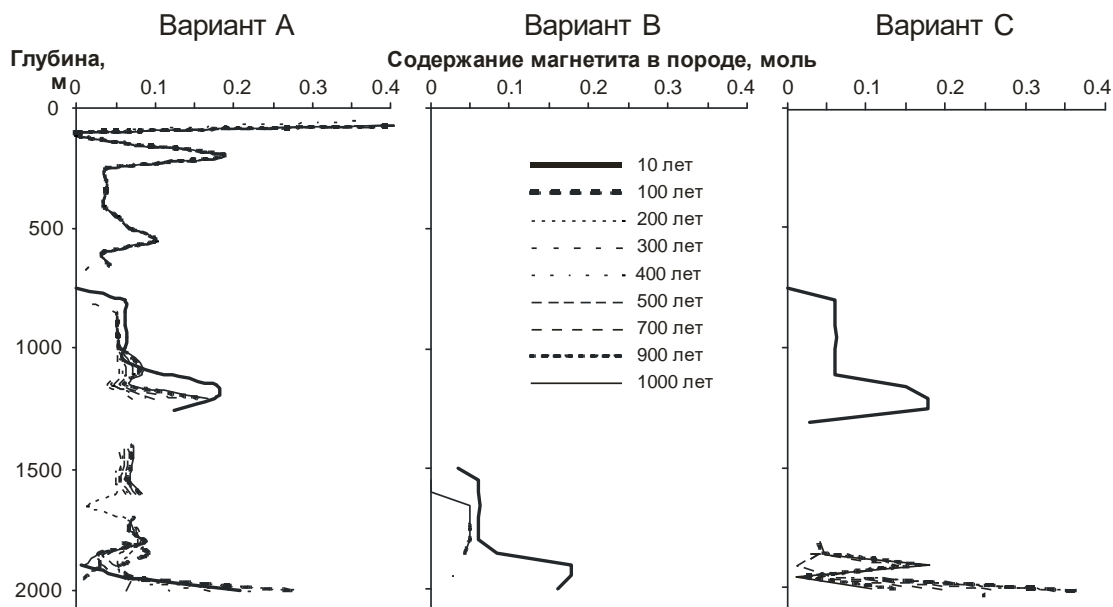 Вариант А Вариант В Вариант С
Глубина, м
Содержание магнетита в породе, моль
0 0.1 0.2 0.3 0.4 0 0.1 0.2 0.3 0.4 0 0.1 0.2 0.3 0.4
0
500
1000
1500
2000
10 лет
100 лет
200 лет
300 лет
400 лет
500 лет
700 лет
900 лет
1000 лет